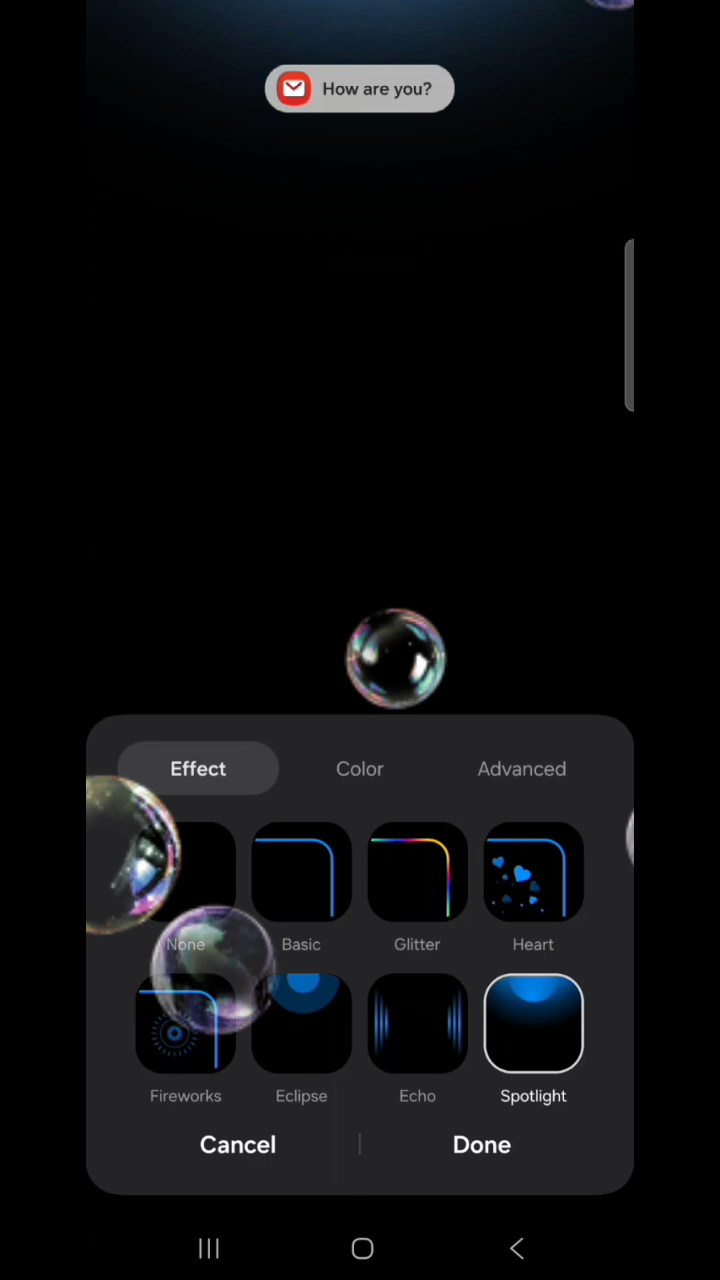 How are you?
Effect Color Advanced
None Basic Glitter Heart
Fireworks Eclipse Echo Spotlight
Cancel Done